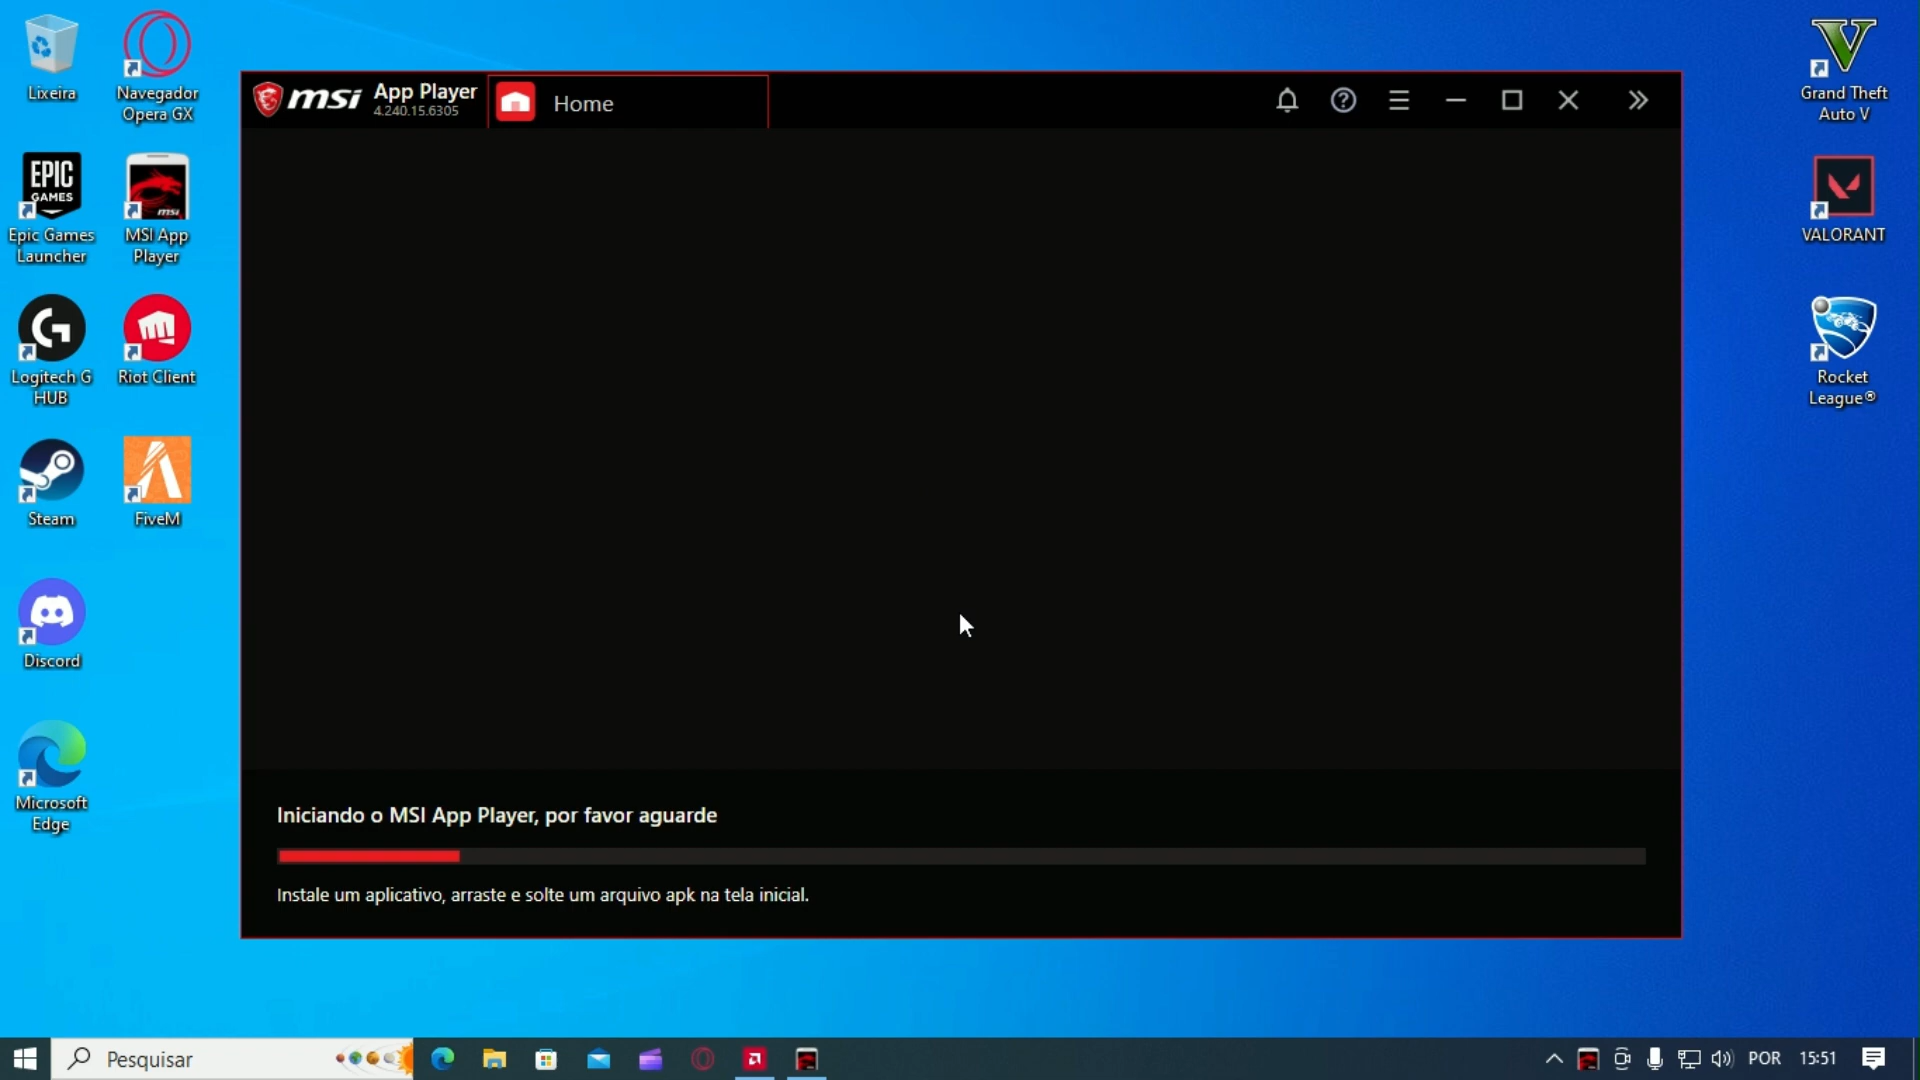 Lixeira
Navegador
Opera GX
EPIC
GAMES
Epic Games
Launcher
msi
MSI App
Player
Logitech G
HUB
Riot Client
Steam
FiveM
Discord
Microsoft
Edge
msi
App Player
4.240.15.6305
Home
Iniciando o MSI App Player, por favor aguarde
Instale um aplicativo, arraste e solte um arquivo apk na tela inicial.
Grand Theft
Auto V
VALORANT
Rocket
League®
Pesquisar
POR
15:51